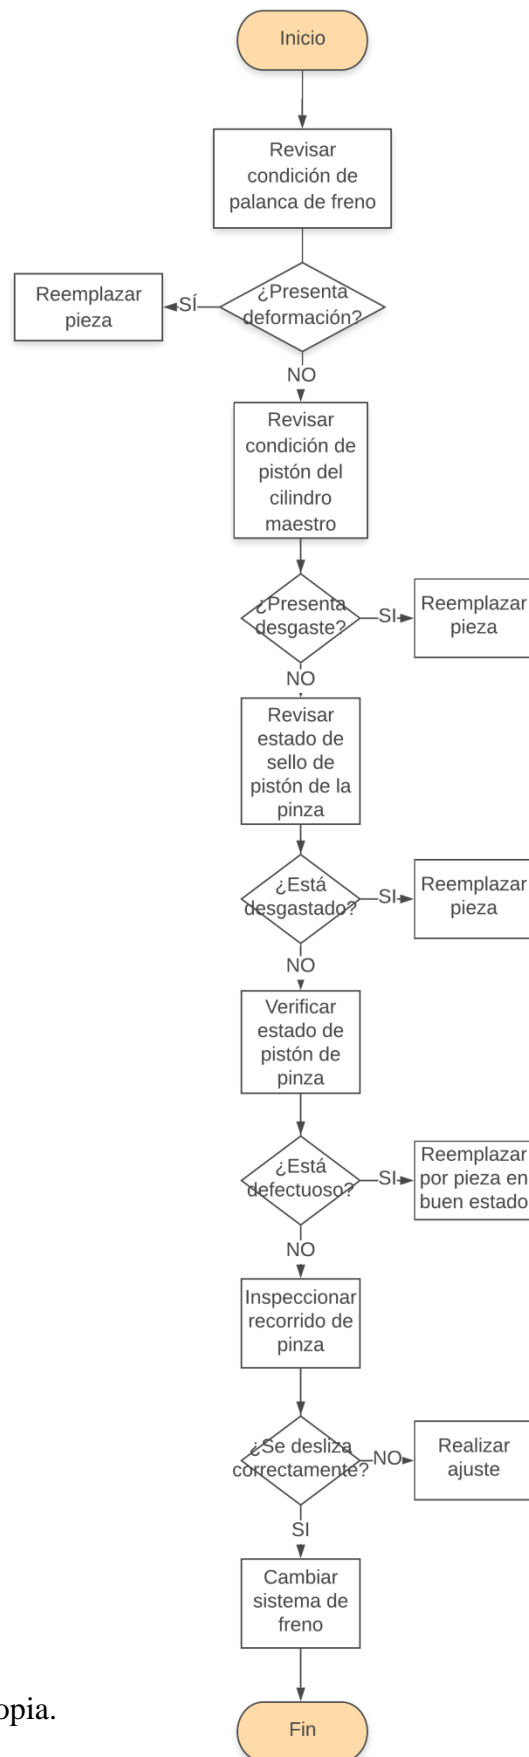 Inicio
Revisar
condición de
palanca de freno
¿Presenta
deformación?
SÍ
Reemplazar
pieza
NO
Revisar
condición de
pistón del
cilindro
maestro
¿Presenta
desgaste?
SI
Reemplazar
pieza
NO
Revisar
estado de
sello de
pistón de la
pinza
¿Está
desgastado?
SI
Reemplazar
pieza
NO
Verificar
estado de
pistón de
pinza
¿Está
defectuoso?
SI
Reemplazar
por pieza en
buen estado
NO
Inspeccionar
recorrido de
pinza
¿Se desliza
correctamente?
NO
Realizar
ajuste
SI
Cambiar
sistema de
freno
opia.
Fin